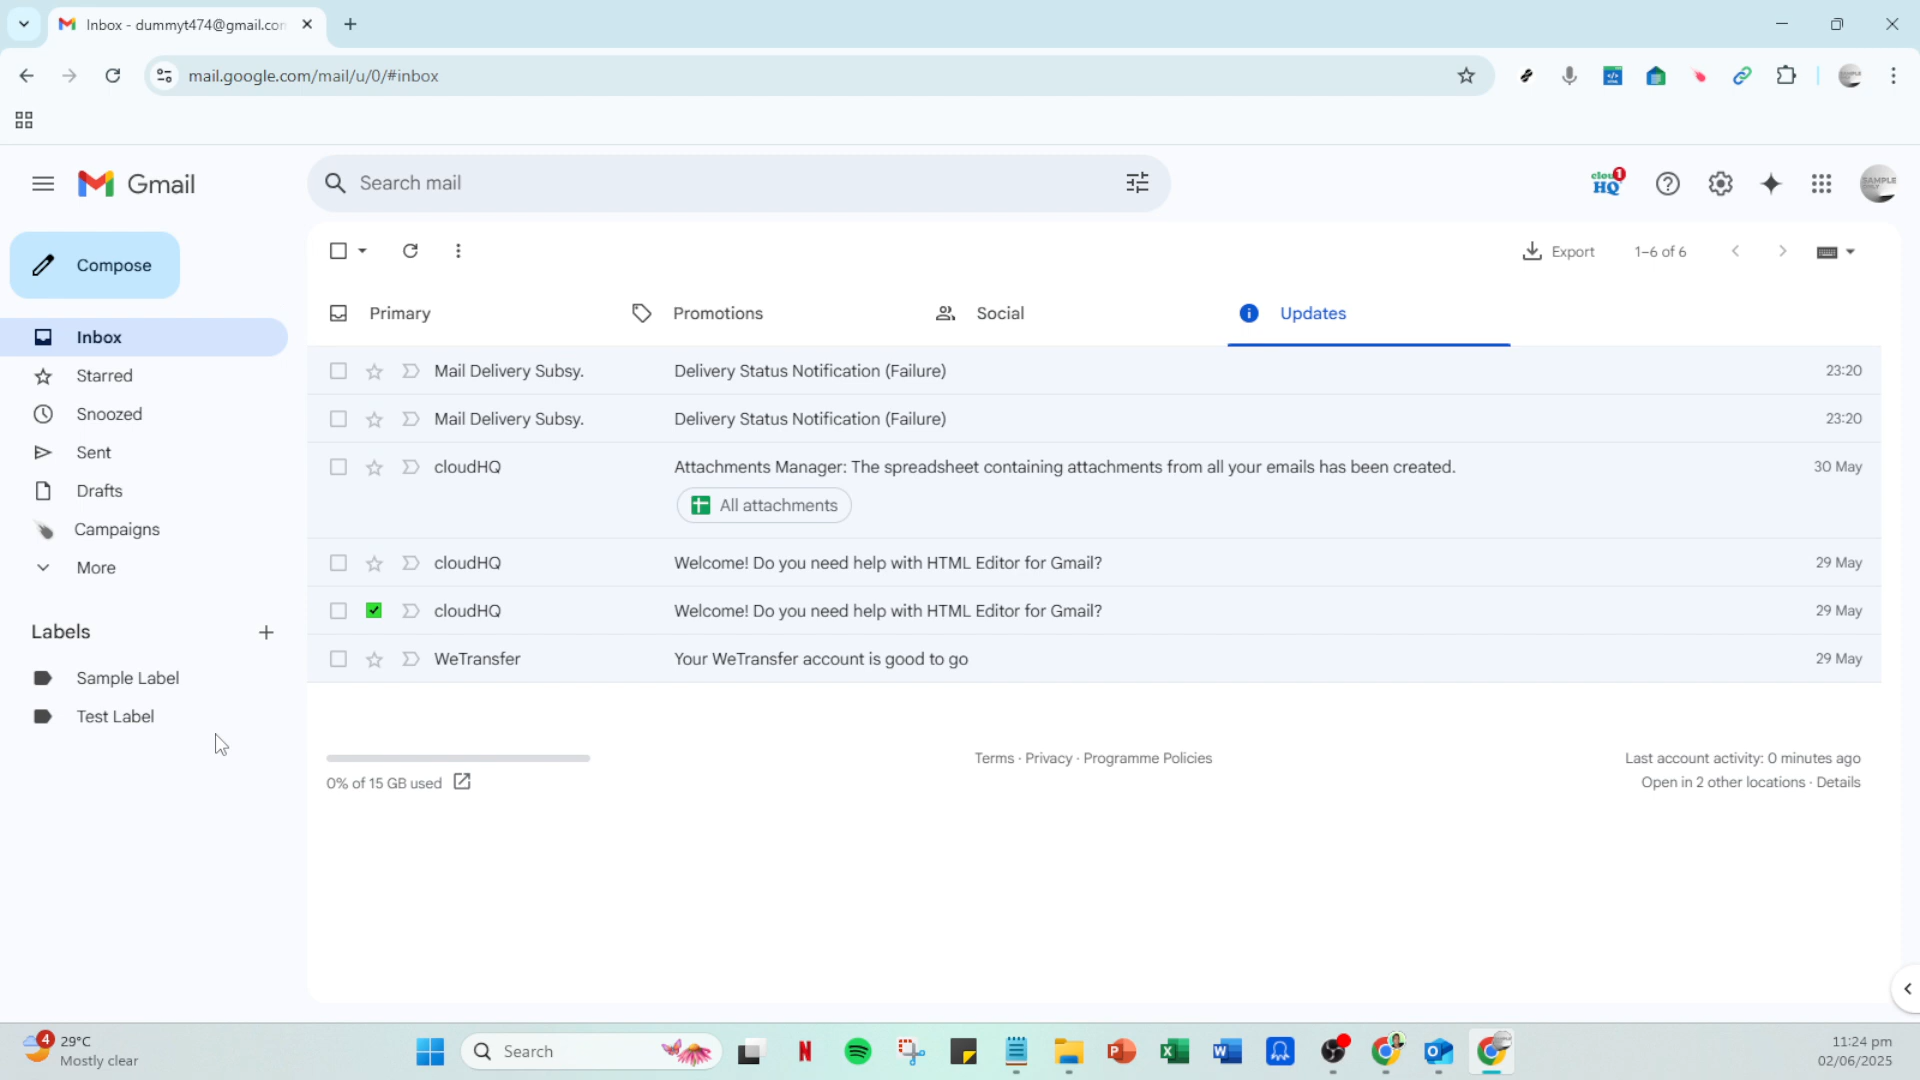 Inbox - dummyt474@gmail.con
mail.google.com/mail/u/0/#inbox
Gmail
Search mail
cloudHQ 1
Compose
Export
1–6 of 6
Primary
Promotions
Social
Updates
Inbox
Starred
Snoozed
Sent
Drafts
Campaigns
More
Labels
Sample Label
Test Label
Mail Delivery Subsy. Delivery Status Notification (Failure) 23:20
Mail Delivery Subsy. Delivery Status Notification (Failure) 23:20
cloudHQ Attachments Manager: The spreadsheet containing attachments from all your emails has been created. 30 May
All attachments
cloudHQ Welcome! Do you need help with HTML Editor for Gmail? 29 May
cloudHQ Welcome! Do you need help with HTML Editor for Gmail? 29 May
WeTransfer Your WeTransfer account is good to go 29 May
0% of 15 GB used
Terms · Privacy · Programme Policies
Last account activity: 0 minutes ago
Open in 2 other locations · Details
4
29°C
Mostly clear
Search
11:24 pm
02/06/2025